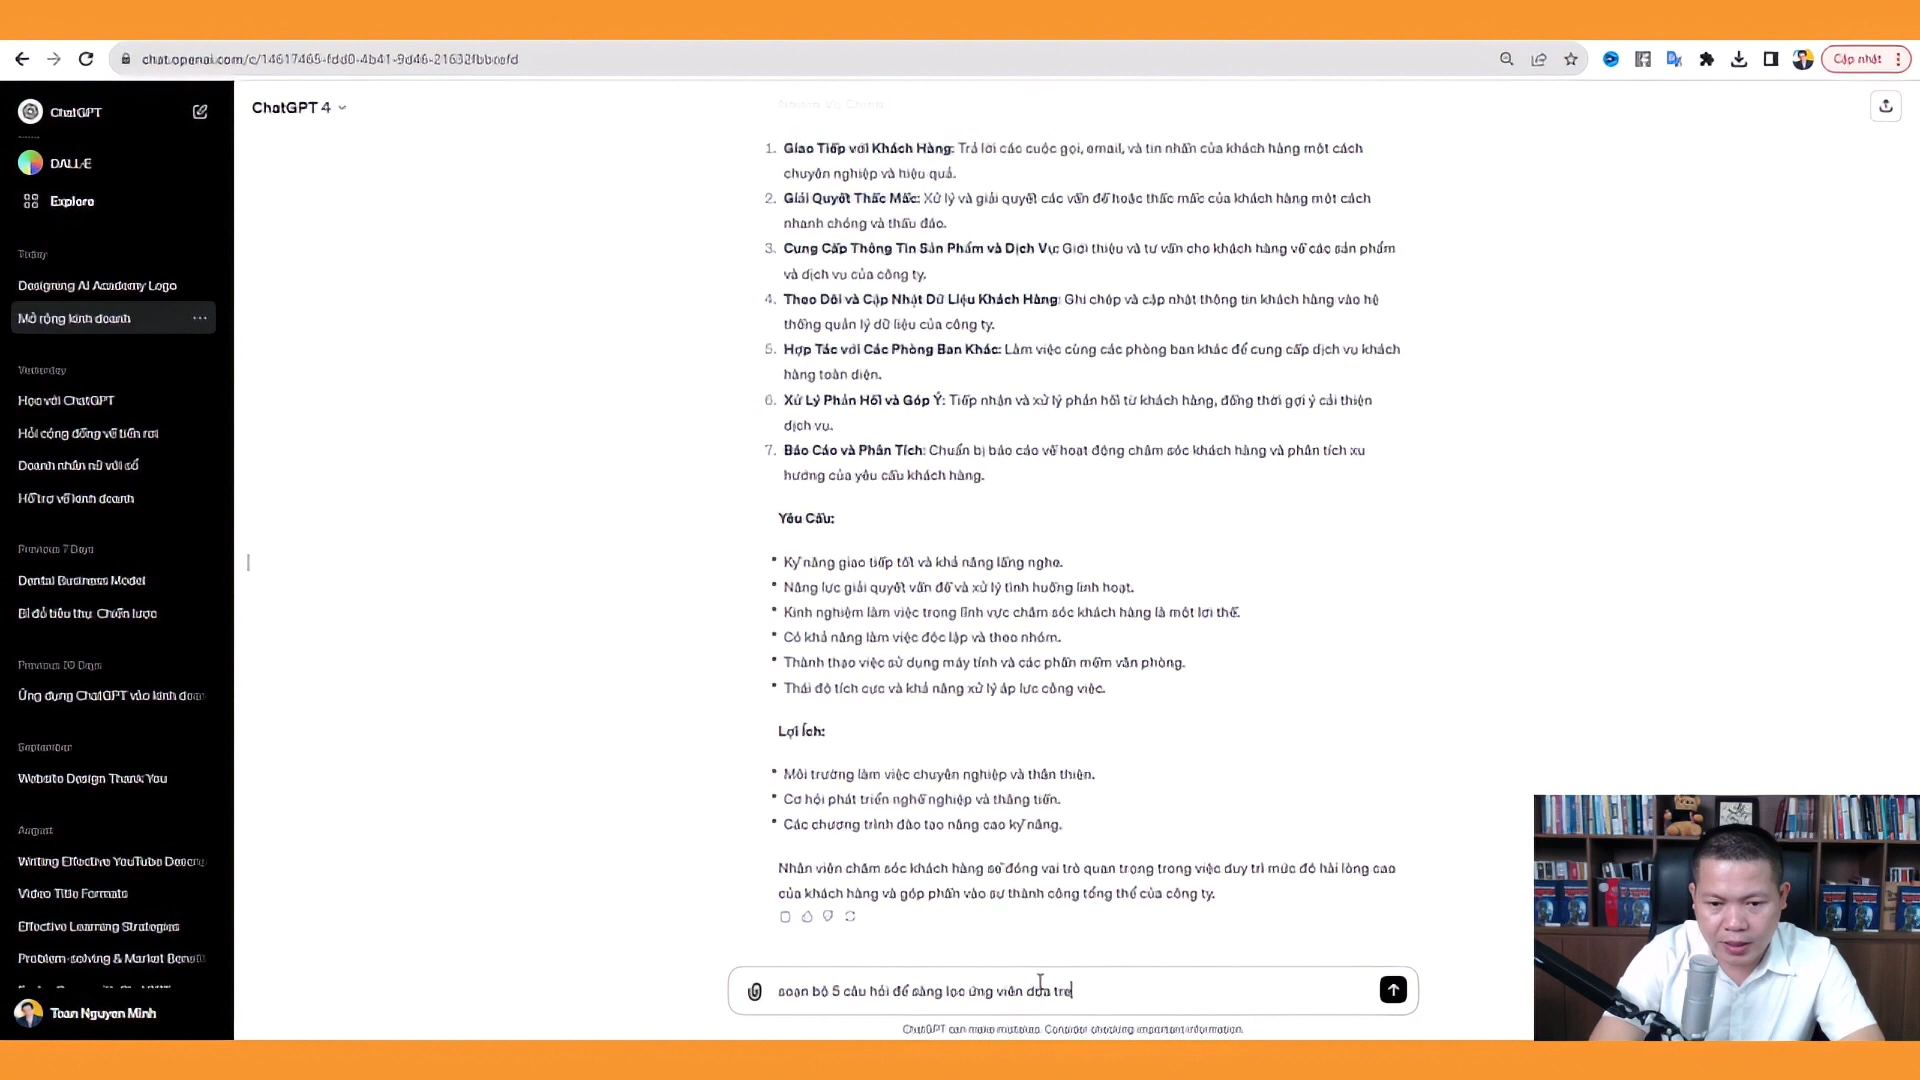 chat.openai.com/c/14617465-fdd0-4b41-9d46-21632fbbaafd
Cập nhật
ChatGPT
DALL·E
Explore
Today
Designing AI Academy Logo
Mở rộng kinh doanh
Yesterday
Học với ChatGPT
Hỏi cộng đồng về tiền rơi
Doanh nhân nữ với số
Hỗ trợ về kinh doanh
Previous 7 Days
Dental Business Model
Bí đỏ tiêu thụ: Chiến lược
Previous 30 Days
Ứng dụng ChatGPT vào kinh doan
September
Website Design Thank You
August
Writing Effective YouTube Descri
Video Title Formats
Effective Learning Strategies
Problem-solving & Market Benefi
Toan Nguyen Minh
ChatGPT 4
Nhiệm Vụ Chính:
1. Giao Tiếp với Khách Hàng: Trả lời các cuộc gọi, email, và tin nhắn của khách hàng một cách
chuyên nghiệp và hiệu quả.
2. Giải Quyết Thắc Mắc: Xử lý và giải quyết các vấn đề hoặc thắc mắc của khách hàng một cách
nhanh chóng và thấu đáo.
3. Cung Cấp Thông Tin Sản Phẩm và Dịch Vụ: Giới thiệu và tư vấn cho khách hàng về các sản phẩm
và dịch vụ của công ty.
4. Theo Dõi và Cập Nhật Dữ Liệu Khách Hàng: Ghi chép và cập nhật thông tin khách hàng vào hệ
thống quản lý dữ liệu của công ty.
5. Hợp Tác với Các Phòng Ban Khác: Làm việc cùng các phòng ban khác để cung cấp dịch vụ khách
hàng toàn diện.
6. Xử Lý Phản Hồi và Góp Ý: Tiếp nhận và xử lý phản hồi từ khách hàng, đồng thời gợi ý cải thiện
dịch vụ.
7. Báo Cáo và Phân Tích: Chuẩn bị báo cáo về hoạt động chăm sóc khách hàng và phân tích xu
hướng của yêu cầu khách hàng.
Yêu Cầu:
• Kỹ năng giao tiếp tốt và khả năng lắng nghe.
• Năng lực giải quyết vấn đề và xử lý tình huống linh hoạt.
• Kinh nghiệm làm việc trong lĩnh vực chăm sóc khách hàng là một lợi thế.
• Có khả năng làm việc độc lập và theo nhóm.
• Thành thạo việc sử dụng máy tính và các phần mềm văn phòng.
• Thái độ tích cực và khả năng xử lý áp lực công việc.
Lợi Ích:
• Môi trường làm việc chuyên nghiệp và thân thiện.
• Cơ hội phát triển nghề nghiệp và thăng tiến.
• Các chương trình đào tạo nâng cao kỹ năng.
Nhân viên chăm sóc khách hàng sẽ đóng vai trò quan trọng trong việc duy trì mức độ hài lòng cao
của khách hàng và góp phần vào sự thành công tổng thể của công ty.
soạn bộ 5 câu hỏi để sàng lọc ứng viên dựa tre
ChatGPT can make mistakes. Consider checking important information.